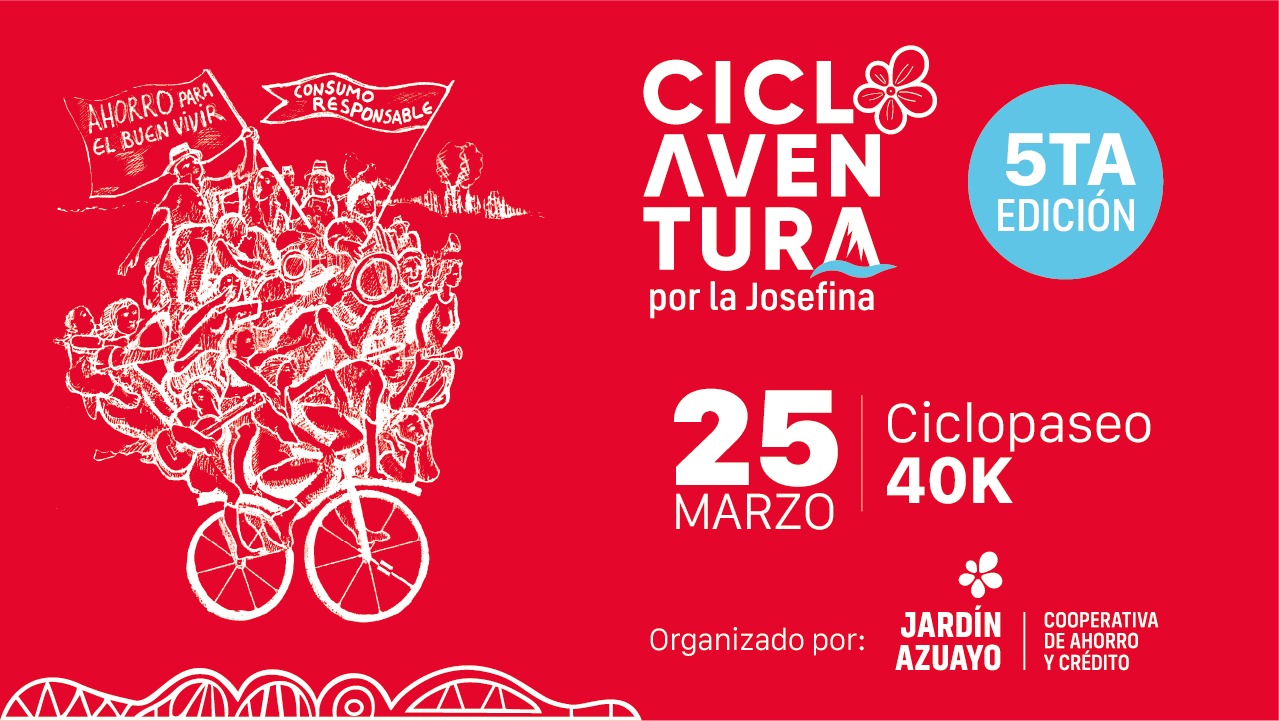 AHORRO PARA
EL BUEN VIVIR
CONSUMO
RESPONSABLE
CICLO
AVEN
TURA
por la Josefina
5TA
EDICIÓN
25
MARZO
Ciclopaseo
40K
Organizado por:
JARDÍN
AZUAYO
COOPERATIVA
DE AHORRO
Y CRÉDITO